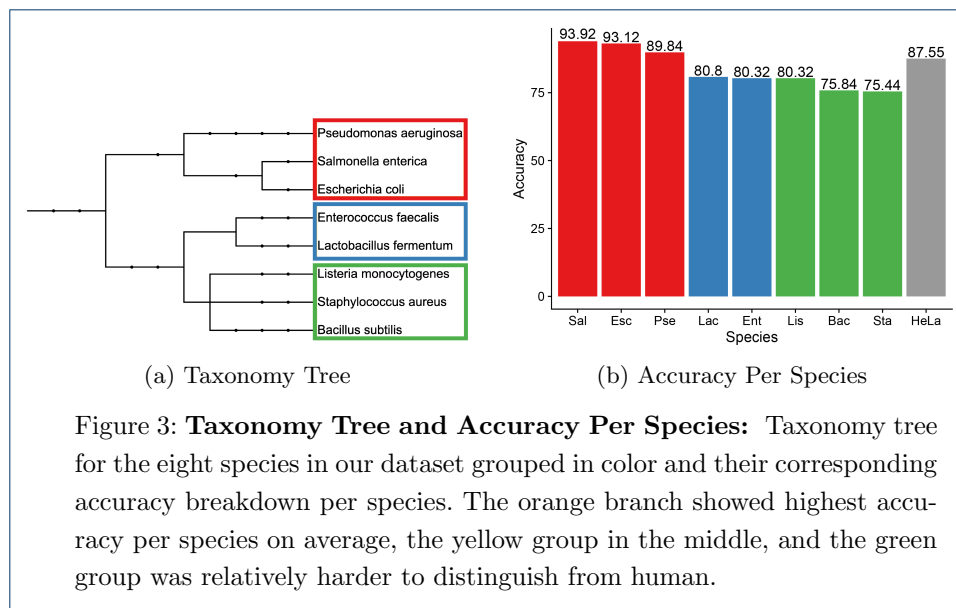 Pseudomonas aeruginosa
Salmonella enterica
Escherichia coli
Enterococcus faecalis
Lactobacillus fermentum
Listeria monocytogenes
Staphylococcus aureus
Bacillus subtilis
(a) Taxonomy Tree
93.92 93.12 89.84 80.8 80.32 80.32 75.84 75.44 87.55
75
50
25
0
Accuracy
Sal Esc Pse Lac Ent Lis Bac Sta HeLa
Species
(b) Accuracy Per Species
Figure 3: Taxonomy Tree and Accuracy Per Species: Taxonomy tree
for the eight species in our dataset grouped in color and their corresponding
accuracy breakdown per species. The orange branch showed highest accu-
racy per species on average, the yellow group in the middle, and the green
group was relatively harder to distinguish from human.